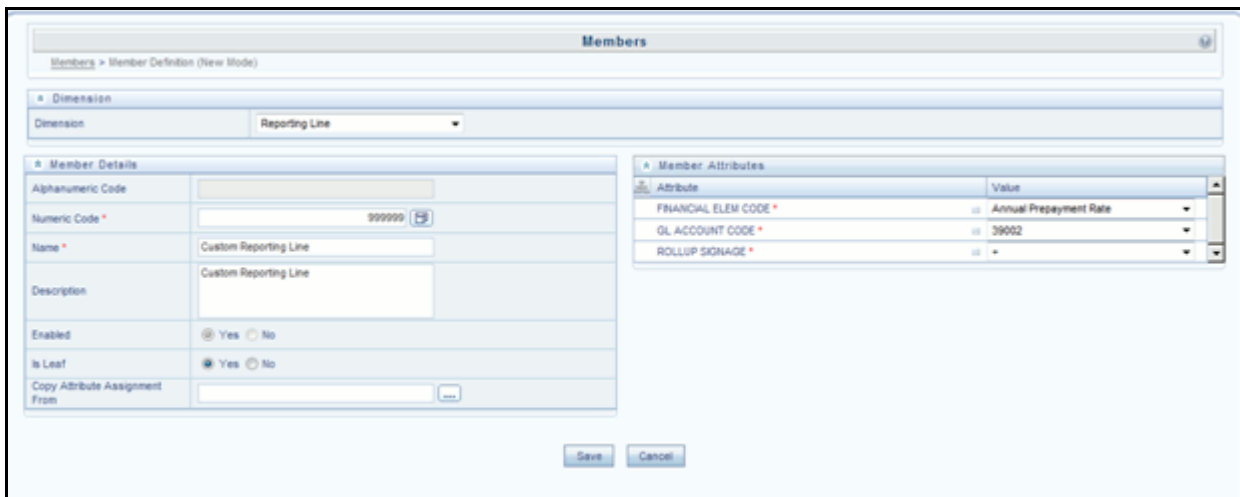 Members
Members > Member Definition (New Mode)
Dimension
Dimension Reporting Line
Member Details
Alphanumeric Code
Numeric Code * 999999
Name * Custom Reporting Line
Description Custom Reporting Line
Enabled Yes No
Is Leaf Yes No
Copy Attribute Assignment
From ...
Member Attributes
Attribute Value
FINANCIAL ELEM CODE * Annual Prepayment Rate
GL ACCOUNT CODE * 39002
ROLLUP SIGNAGE *
Save Cancel